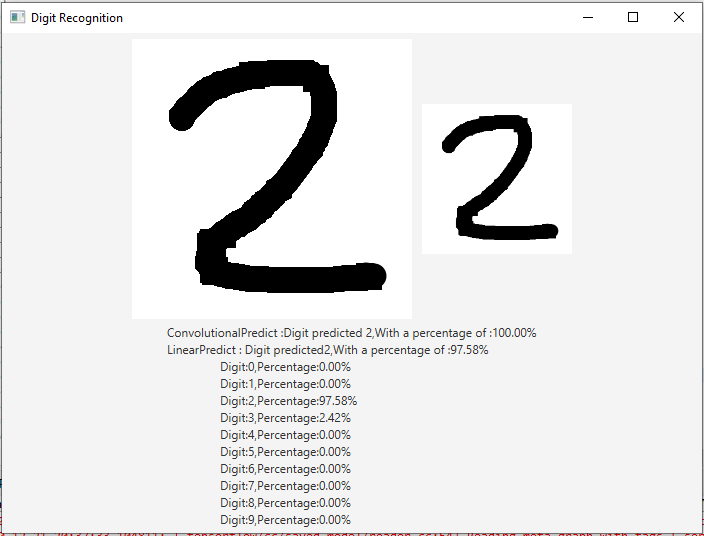 Digit Recognition
2
2
ConvolutionalPredict :Digit predicted 2,With a percentage of :100.00%
LinearPredict : Digit predicted2,With a percentage of :97.58%
Digit:0,Percentage:0.00%
Digit:1,Percentage:0.00%
Digit:2,Percentage:97.58%
Digit:3,Percentage:2.42%
Digit:4,Percentage:0.00%
Digit:5,Percentage:0.00%
Digit:6,Percentage:0.00%
Digit:7,Percentage:0.00%
Digit:8,Percentage:0.00%
Digit:9,Percentage:0.00%